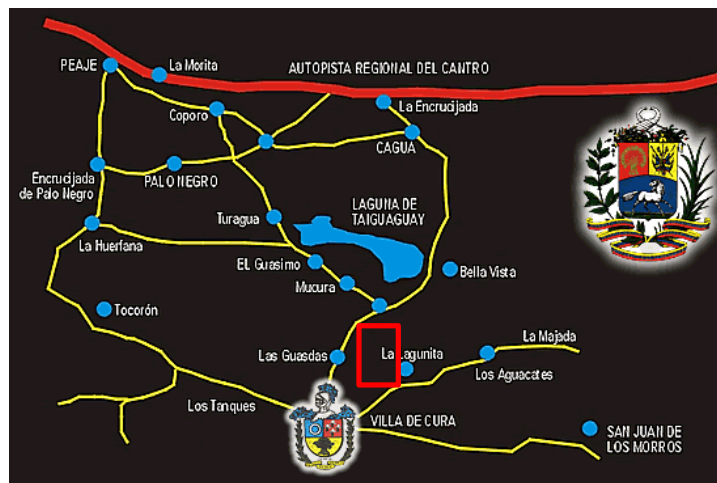 PEAJE
La Morita
AUTOPISTA REGIONAL DEL CANTRO
Coporo
La Encrucijada
CAGUA
Encrucijada
de Palo Negro
PALO NEGRO
LAGUNA DE
TAIGUAGUAY
Turagua
La Huerfana
EL Guasimo
Mucura
Bella Vista
Tocorón
La Majada
Las Guasdas
La Lagunita
Los Aguacates
Los Tanques
VILLA DE CURA
SAN JUAN DE
LOS MORROS